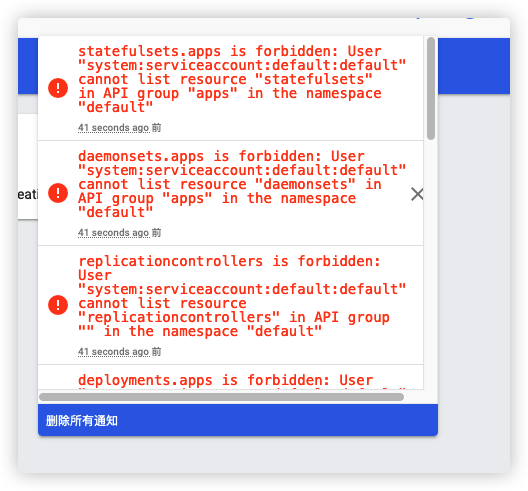 statefulsets.apps is forbidden: User
"system:serviceaccount:default:default"
cannot list resource "statefulsets"
in API group "apps" in the namespace
"default"
41 seconds ago 前
daemonsets.apps is forbidden: User
"system:serviceaccount:default:default"
cannot list resource "daemonsets" in
API group "apps" in the namespace
"default"
41 seconds ago 前
eati
replicationcontrollers is forbidden:
User
"system:serviceaccount:default:default"
cannot list resource
"replicationcontrollers" in API group
"" in the namespace "default"
41 seconds ago 前
deployments.apps is forbidden: User
删除所有通知